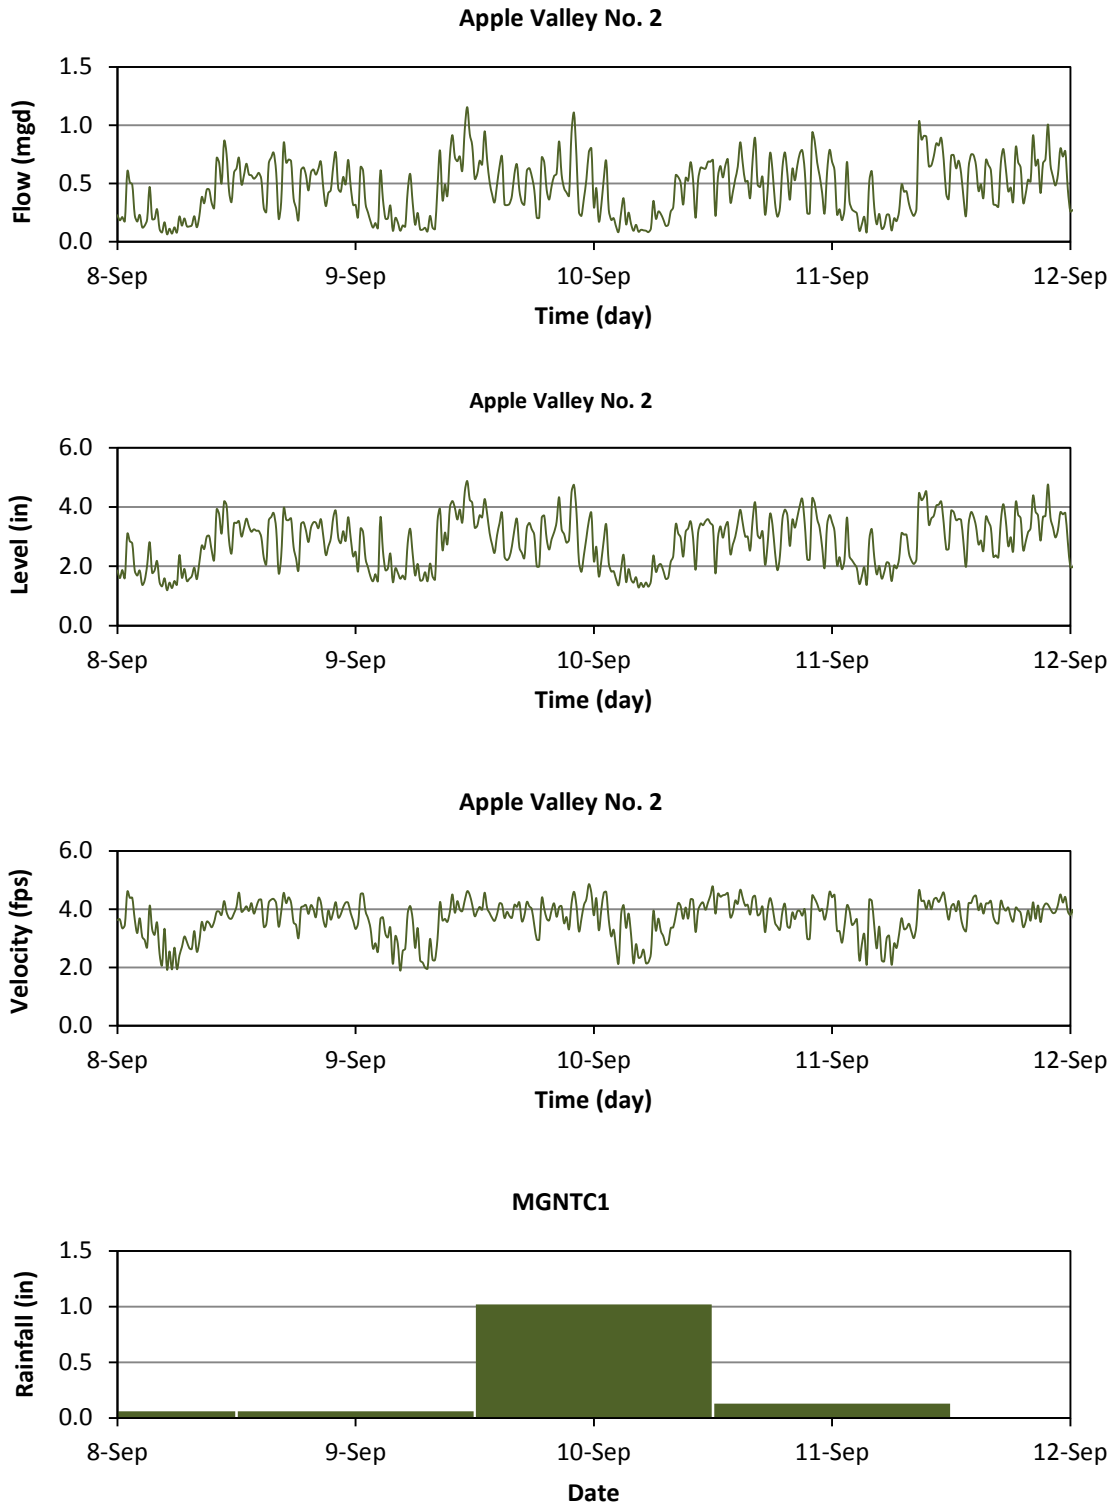 Apple Valley No. 2
Flow (mgd)
1.5
1.0
0.5
0.0
8-Sep 9-Sep 10-Sep 11-Sep 12-Sep
Time (day)
Apple Valley No. 2
Level (in)
6.0
4.0
2.0
0.0
8-Sep 9-Sep 10-Sep 11-Sep 12-Sep
Time (day)
Apple Valley No. 2
Velocity (fps)
6.0
4.0
2.0
0.0
8-Sep 9-Sep 10-Sep 11-Sep 12-Sep
Time (day)
MGNTC1
Rainfall (in)
1.5
1.0
0.5
0.0
8-Sep 9-Sep 10-Sep 11-Sep 12-Sep
Date